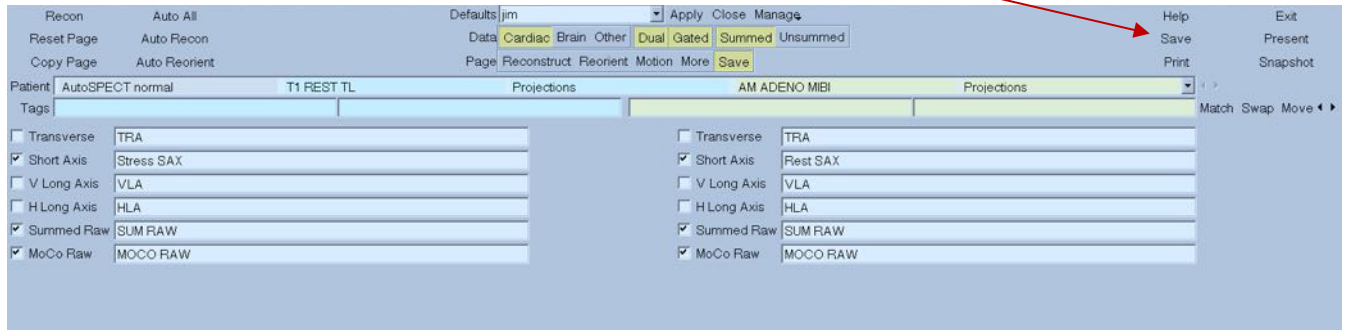 Recon Auto All Defaults jim Apply Close Manage Help Exit
Reset Page Auto Recon Data Cardiac Brain Other Dual Gated Summed Unsummed Save Present
Copy Page Auto Reorient Page Reconstruct Reorient Motion More Save Print Snapshot
Patient AutoSPECT normal T1 REST TL Projections AM ADENO MIBI Projections
Tags Match Swap Move
Transverse TRA Transverse TRA
Short Axis Stress SAX Short Axis Rest SAX
V Long Axis VLA V Long Axis VLA
H Long Axis HLA H Long Axis HLA
Summed Raw SUM RAW Summed Raw SUM RAW
MoCo Raw MOCO RAW MoCo Raw MOCO RAW